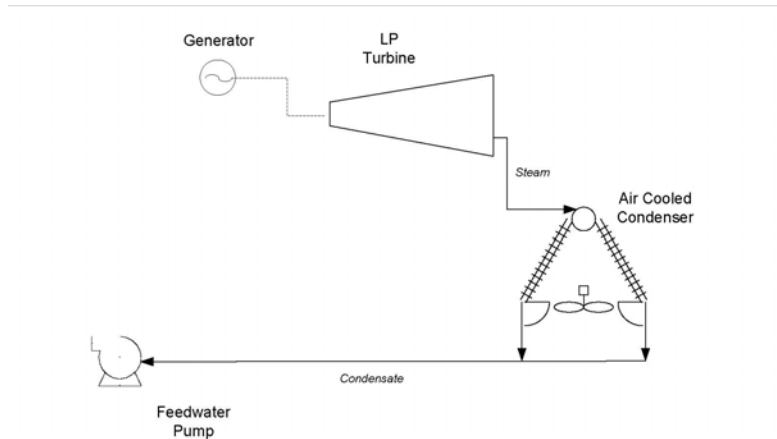 Generator
LP
Turbine
Steam
Air Cooled
Condenser
Condensate
Feedwater
Pump